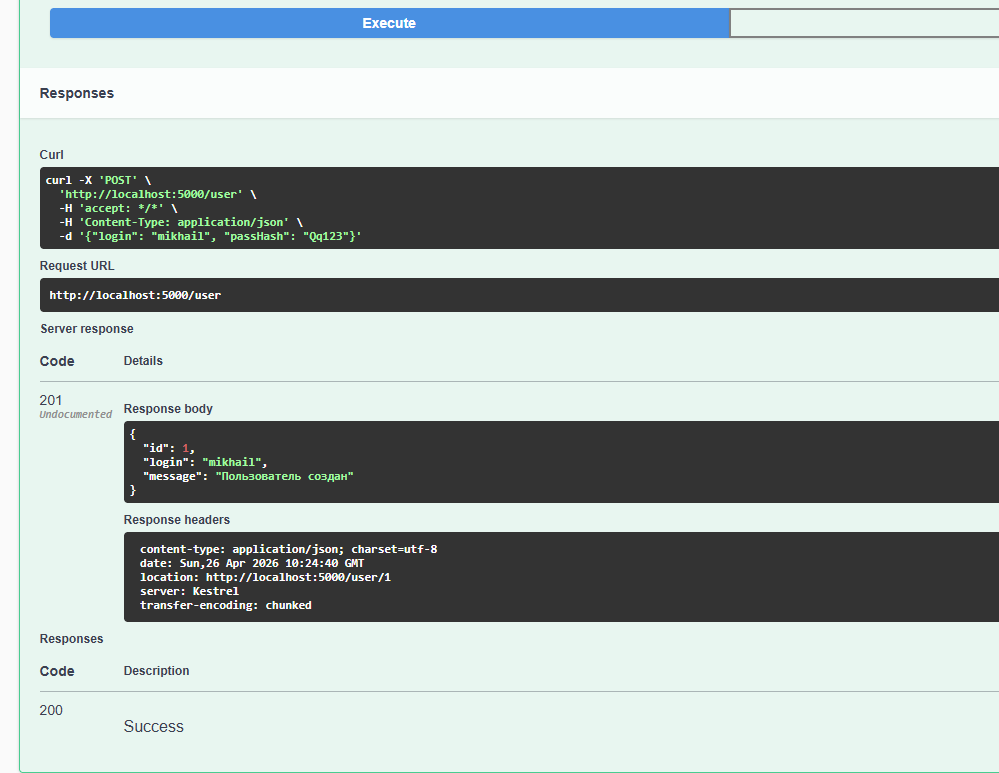 Execute
Responses
Curl
curl -X 'POST' \
'http://localhost:5000/user' \
-H 'accept: */*' \
-H 'Content-Type: application/json' \
-d '{"login": "mikhail", "passHash": "Qq123"}'
Request URL
http://localhost:5000/user
Server response
Code Details
201
Undocumented
Response body
{
"id": 1,
"login": "mikhail",
"message": "Пользователь создан"
}
Response headers
content-type: application/json; charset=utf-8
date: Sun,26 Apr 2026 10:24:40 GMT
location: http://localhost:5000/user/1
server: Kestrel
transfer-encoding: chunked
Responses
Code Description
200
Success